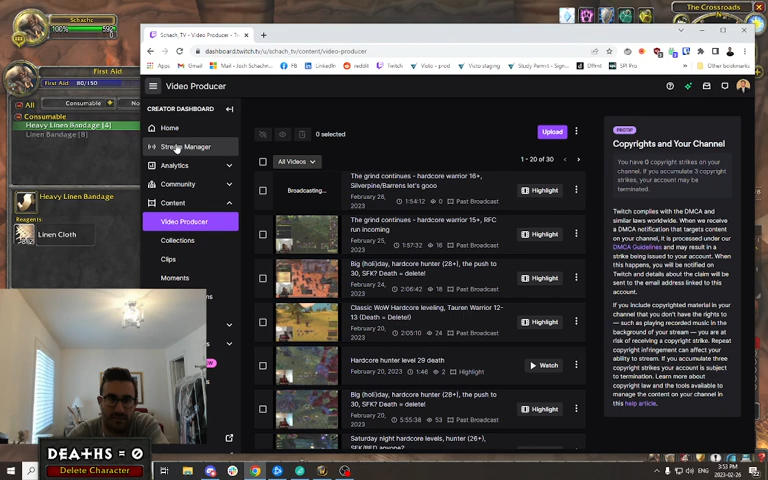 Schachc
100%
592
The Crossroads
First Aid
80/150
All
Consumable
No
Consumable
Heavy Linen Bandage [4]
Linen Bandage [8]
Heavy Linen Bandage
Reagents:
Linen Cloth
Schach_TV - Video Producer - Tw
dashboard.twitch.tv/u/schach_tv/content/video-producer
Apps
Gmail
Mail - Josh Schachn...
FB
LinkedIn
reddit
Twitch
Visto - prod
Visto staging
Study Permit - Sign...
SPI Pro
Other bookmarks
Video Producer
CREATOR DASHBOARD
Home
Stream Manager
Analytics
Community
Content
Video Producer
Collections
Clips
Moments
0 selected
Upload
All Videos
1 - 20 of 30
Broadcasting...
The grind continues - hardcore warrior 16+,
Silverpine/Barrens let's goo
February 26,
2023
1:54:12
0
Past Broadcast
Highlight
The grind continues - hardcore warrior 15+, RFC
run incoming
February 25,
2023
1:57:32
16
Past Broadcast
Highlight
Big (holi)day, hardcore hunter (28+), the push to
30, SFK? Death = delete!
February 24,
2023
2:06:42
18
Past Broadcast
Highlight
Classic WoW Hardcore leveling, Tauren Warrior 12-
13 (Death = Delete!)
February 20,
2023
2:05:10
24
Past Broadcast
Highlight
Hardcore hunter level 29 death
February 20, 2023
1:46
2
Highlight
Watch
Big (holi)day, hardcore hunter (28+), the push to
30, SFK? Death = delete!
February 20,
2023
5:55:38
53
Past Broadcast
Highlight
Saturday night hardcore levels, hunter (26+),
PROTIP
Copyrights and Your Channel
You have 0 copyright strikes on your
channel. If you accumulate 3 copyright
strikes, your account may be
terminated.
Twitch complies with the DMCA and
similar laws worldwide. When we receive
a DMCA notification that targets content
on your channel, it is processed under
our DMCA Guidelines and may result in a
strike being issued to your account. When
this happens, you will be notified on
Twitch and details about the claim will be
sent to the email address linked to this
account.
If you include copyrighted material in your
channel that you don't have the rights to
— such as playing recorded music in the
background of your stream — you are at
risk of receiving a copyright strike. Repeat
copyright infringement can affect your
ability to stream. If you accumulate three
copyright strikes your account is subject to
termination. Learn more about
copyright law and the tools available to
manage the content on your channel in
this help article.
DEATHS = 0
Delete Character
ENG
3:53 PM
2023-02-26